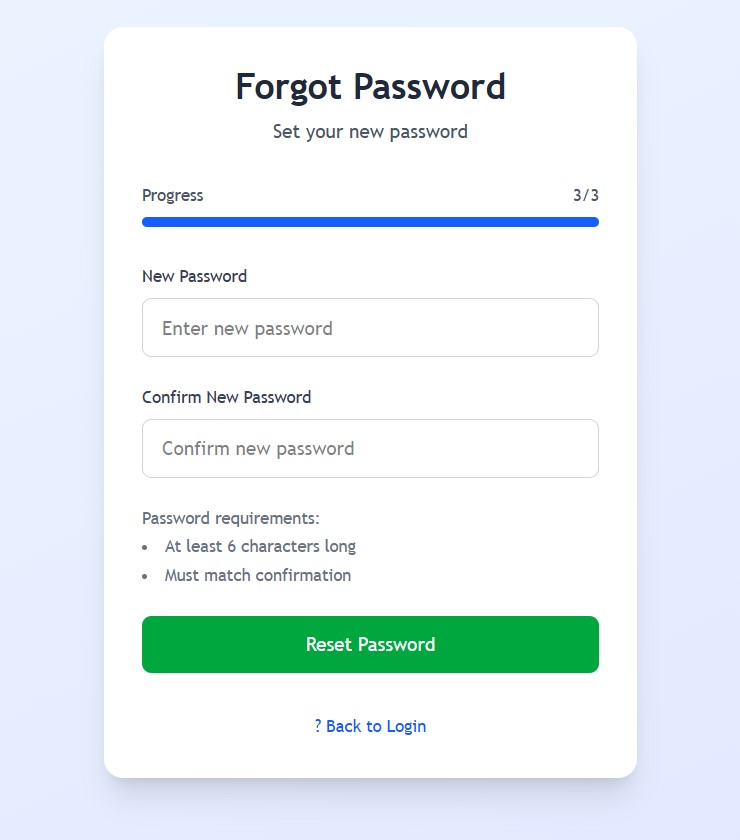 Forgot Password
Set your new password
Progress 3/3
New Password
Enter new password
Confirm New Password
Confirm new password
Password requirements:
• At least 6 characters long
• Must match confirmation
Reset Password
? Back to Login